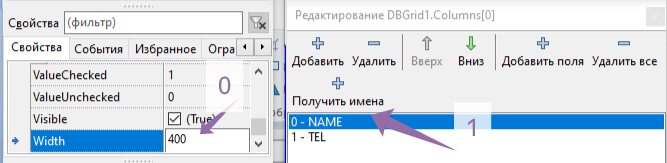 Свойства (фильтр)
Свойства События Избранное Огра
ValueChecked 1
ValueUnchecked 0
Visible (True)
Width 400
0
Редактирование DBGrid1.Columns[0]
Добавить Удалить Вверх Вниз Добавить поля Удалить все
Получить имена
0 - NAME
1 - TEL
1